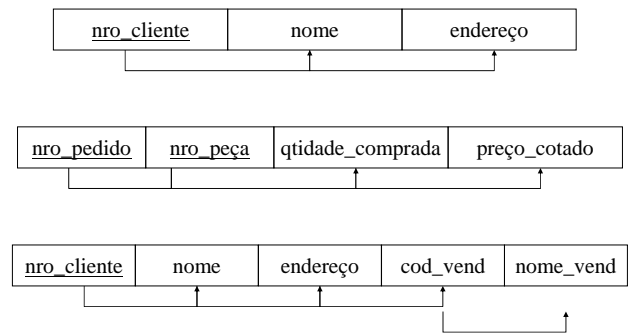 nro_cliente nome endereço
nro_pedido nro_peça qtidade_comprada preço_cotado
nro_cliente nome endereço cod_vend nome_vend